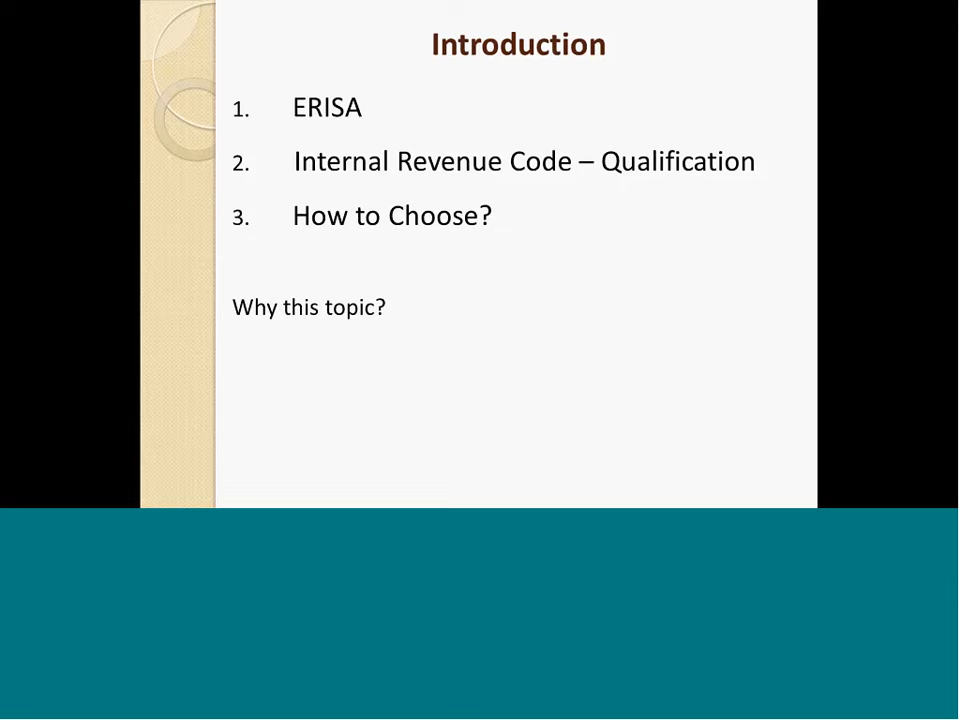 Introduction
1. ERISA
2. Internal Revenue Code – Qualification
3. How to Choose?
Why this topic?